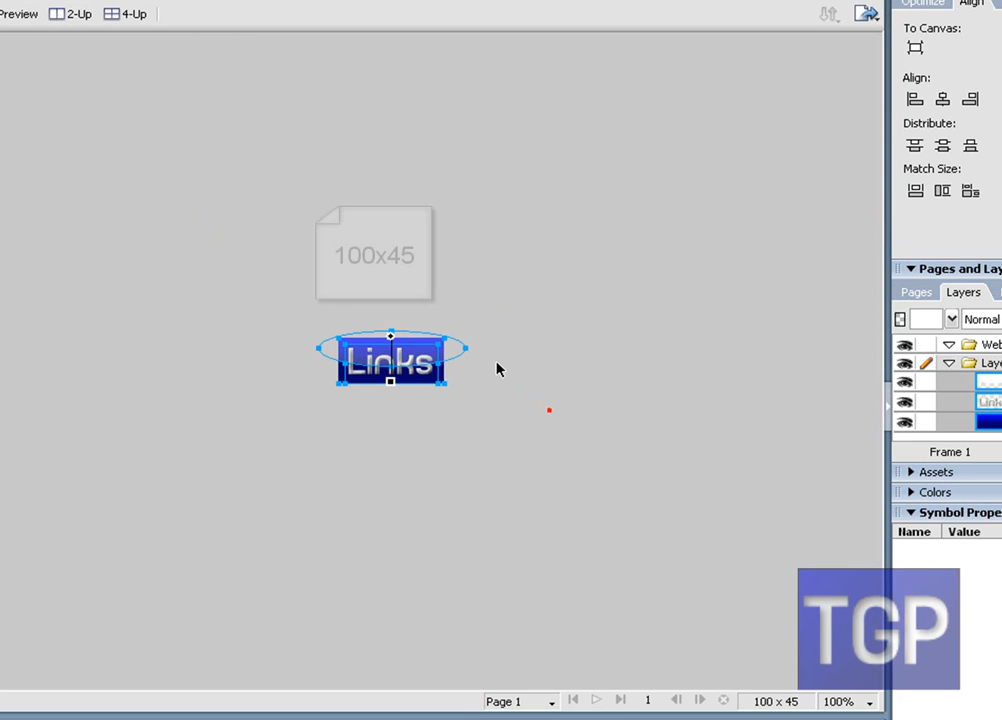 Preview 2-Up 4-Up
Optimize Align
To Canvas:
Align:
Distribute:
Match Size:
100x45
Links
Pages and Lay
Pages Layers
Normal
Web
Laye
Links
Frame 1
Assets
Colors
Symbol Prope
Name Value
TGP
Page 1 1 100 x 45 100%